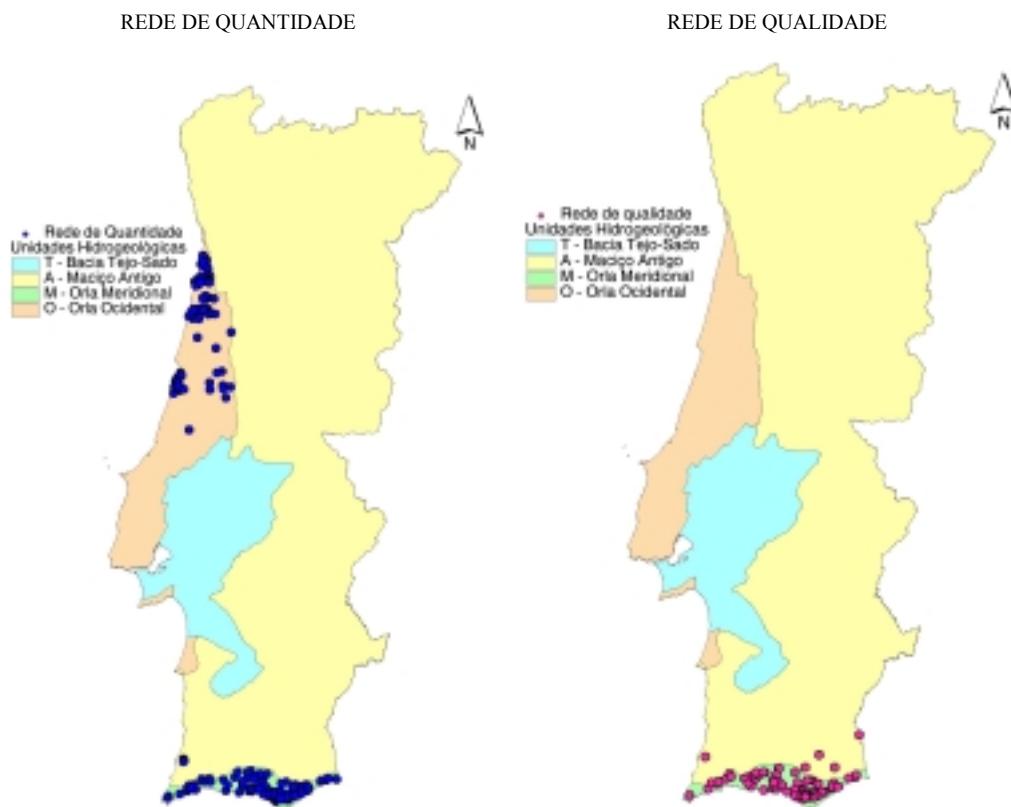 REDE DE QUANTIDADE
REDE DE QUALIDADE
N
Rede de Quantidade
Unidades Hidrogeológicas
T - Bacia Tejo-Sado
A - Maciço Antigo
M - Orla Meridional
O - Orla Ocidental
N
Rede de qualidade
Unidades Hidrogeológicas
T - Bacia Tejo-Sado
A - Maciço Antigo
M - Orla Meridional
O - Orla Ocidental